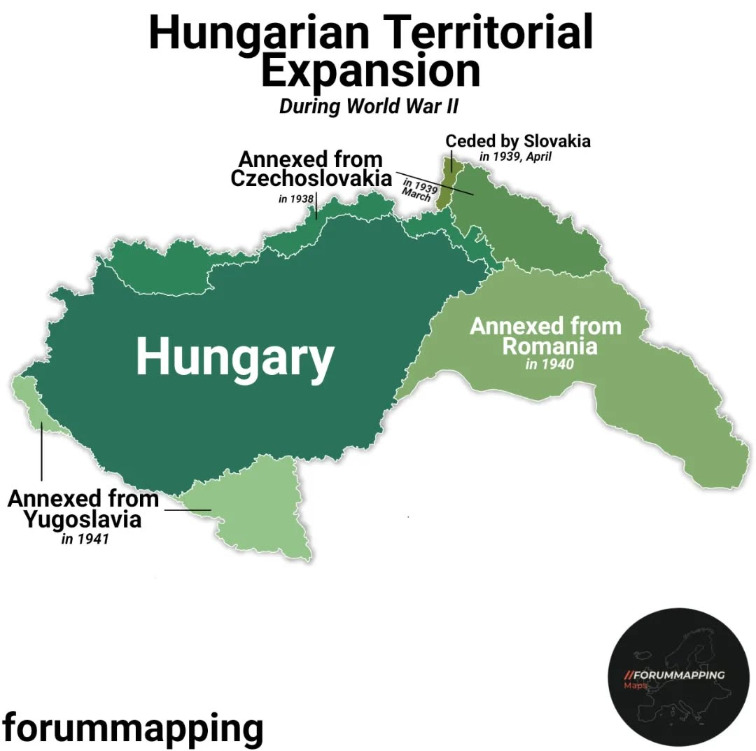 Hungarian Territorial
Expansion
During World War II
Ceded by Slovakia
in 1939, April
Annexed from
Czechoslovakia
in 1938
in 1939
March
Annexed from
Romania
in 1940
Hungary
Annexed from
Yugoslavia
in 1941
//FORUMMAPPING
Maps
forummapping